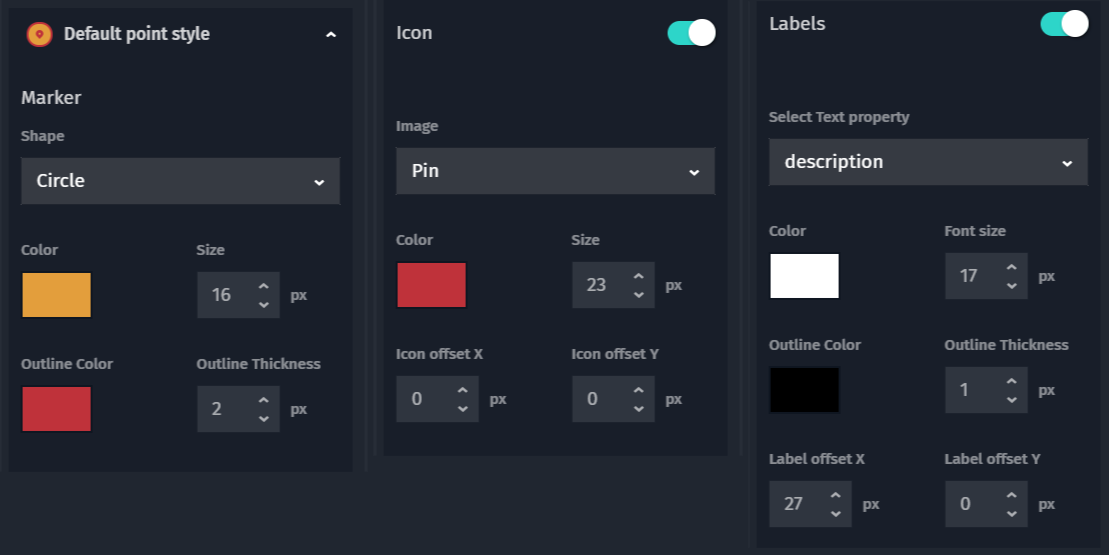 Default point style
Marker
Shape
Circle
Color
Size
16
px
Outline Color
Outline Thickness
2
px
Icon
Image
Pin
Color
Size
23
px
Icon offset X
Icon offset Y
0
px
0
px
Labels
Select Text property
description
Color
Font size
17
px
Outline Color
Outline Thickness
1
px
Label offset X
Label offset Y
27
px
0
px